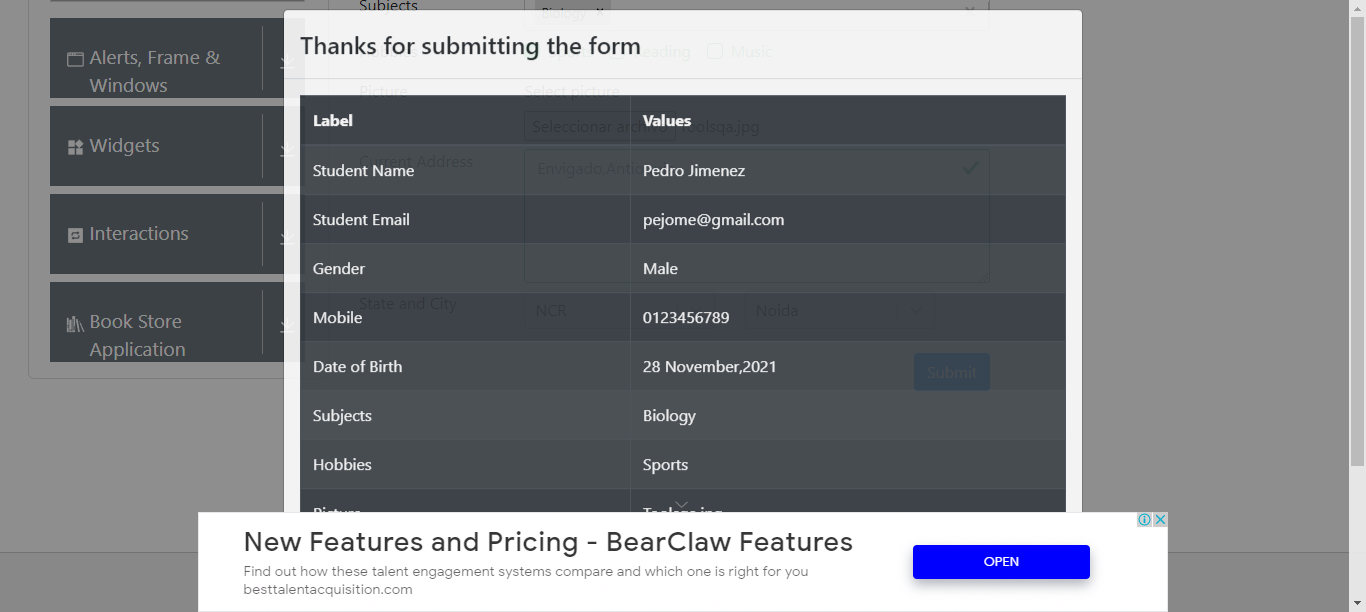 Subjects
Biology ×
Alerts, Frame & Windows
Widgets
Interactions
Book Store Application
Thanks for submitting the form
Reading
Music
Picture
Select picture
Seleccionar archivo Toolsqa.jpg
Current Address
Envigado,Antio
State and City
NCR
Noida
Submit
Label Values
Student Name Pedro Jimenez
Student Email pejome@gmail.com
Gender Male
Mobile 0123456789
Date of Birth 28 November,2021
Subjects Biology
Hobbies Sports
Picture Toolsqa.jpg
New Features and Pricing - BearClaw Features
Find out how these talent engagement systems compare and which one is right for you
besttalentacquisition.com
OPEN